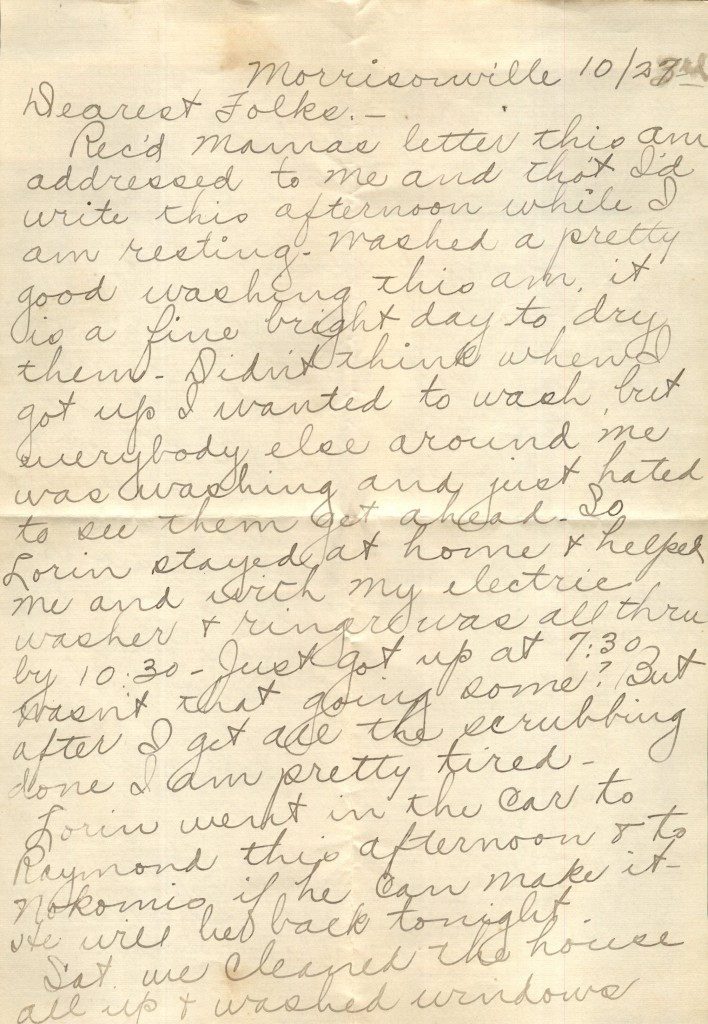 Morrisonville 10/23rd
Dearest Folks. -
Rec'd Mamas letter this am
addressed to me and thot I'd
write this afternoon while I
am resting. Washed a pretty
good washing this am, it
is a fine bright day to dry
them - Didn't think when I
got up I wanted to wash, but
everybody else around me
was washing and just hated
to see them get ahead. So
Lorin stayed at home & helped
me and with my electric
washer & ringer was all thru
by 10:30 - Just got up at 7:30
Wasn't that going some? But
after I get all the scrubbing
done I am pretty tired -
Lorin went in the car to
Raymond this afternoon & to
Nokomis if he can make it -
He will be back tonight.
Sat. we cleaned the house
all up & washed windows